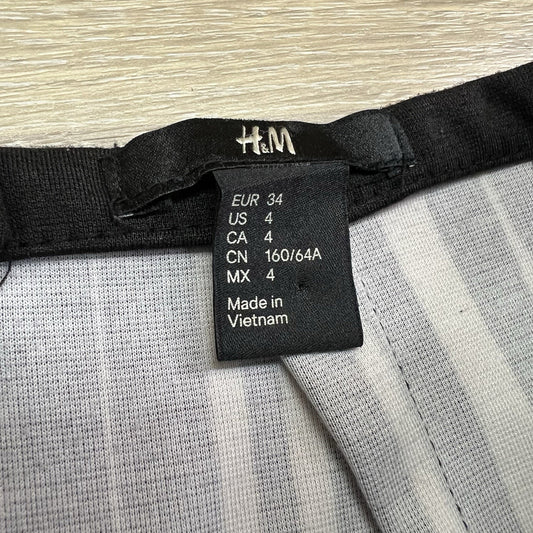 H&M
EUR 34
US 4
CA 4
CN 160/64A
MX 4
Made in
Vietnam